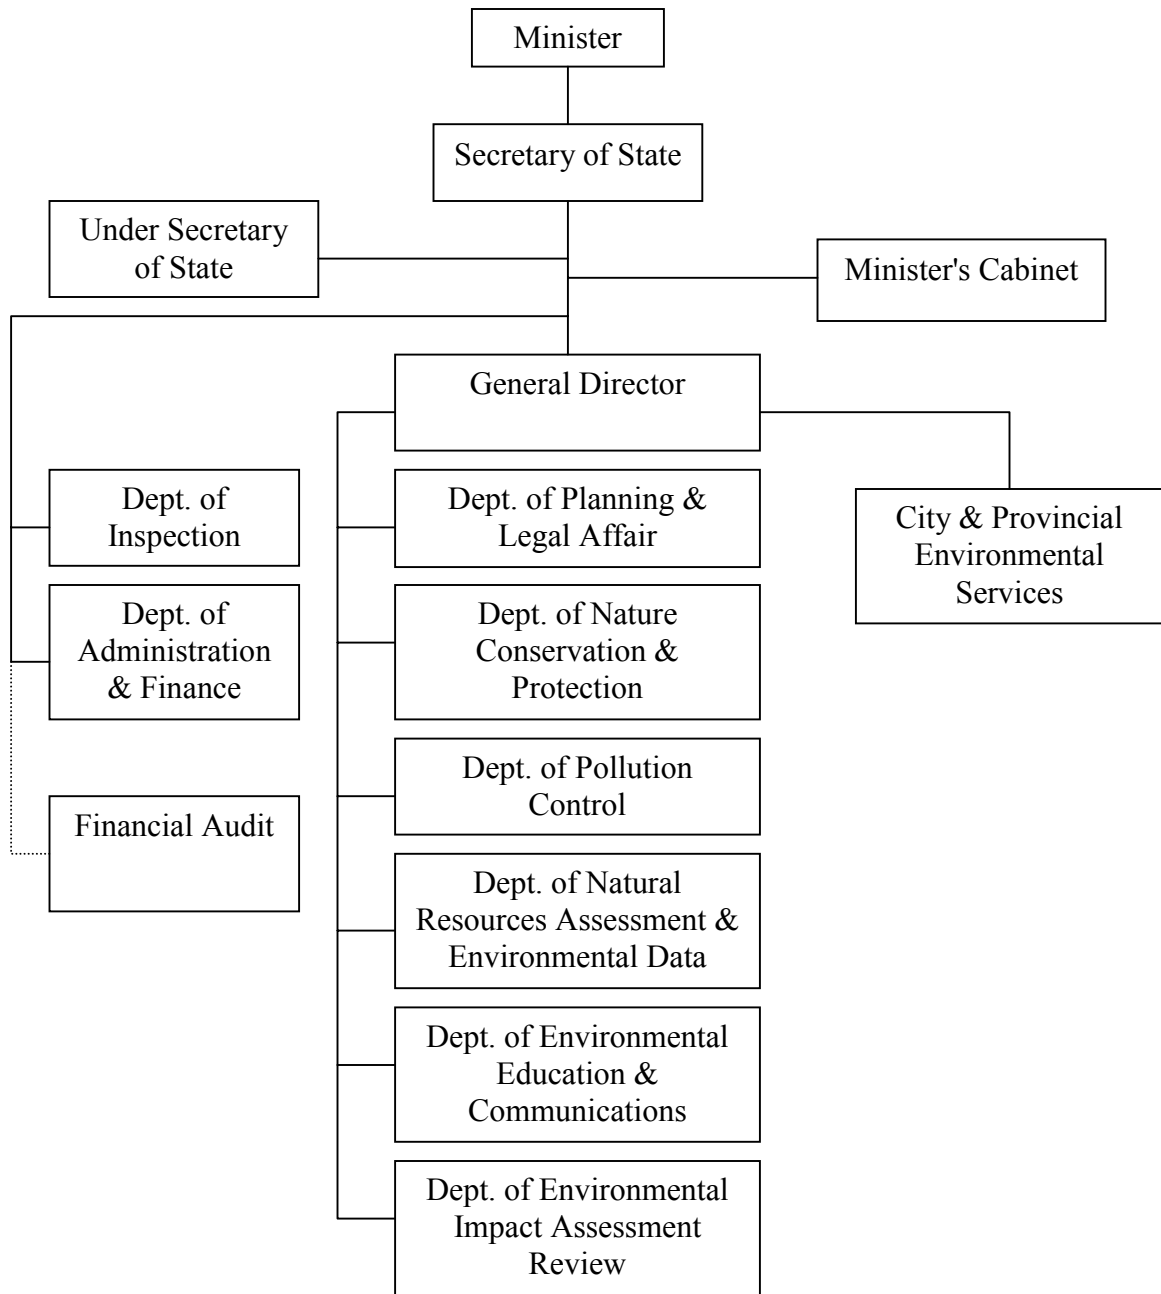 Minister
Secretary of State
Under Secretary
of State
Minister's Cabinet
General Director
Dept. of
Inspection
Dept. of Planning &
Legal Affair
City & Provincial
Environmental
Services
Dept. of
Administration
& Finance
Dept. of Nature
Conservation &
Protection
Dept. of Pollution
Control
Financial Audit
Dept. of Natural
Resources Assessment &
Environmental Data
Dept. of Environmental
Education &
Communications
Dept. of Environmental
Impact Assessment
Review